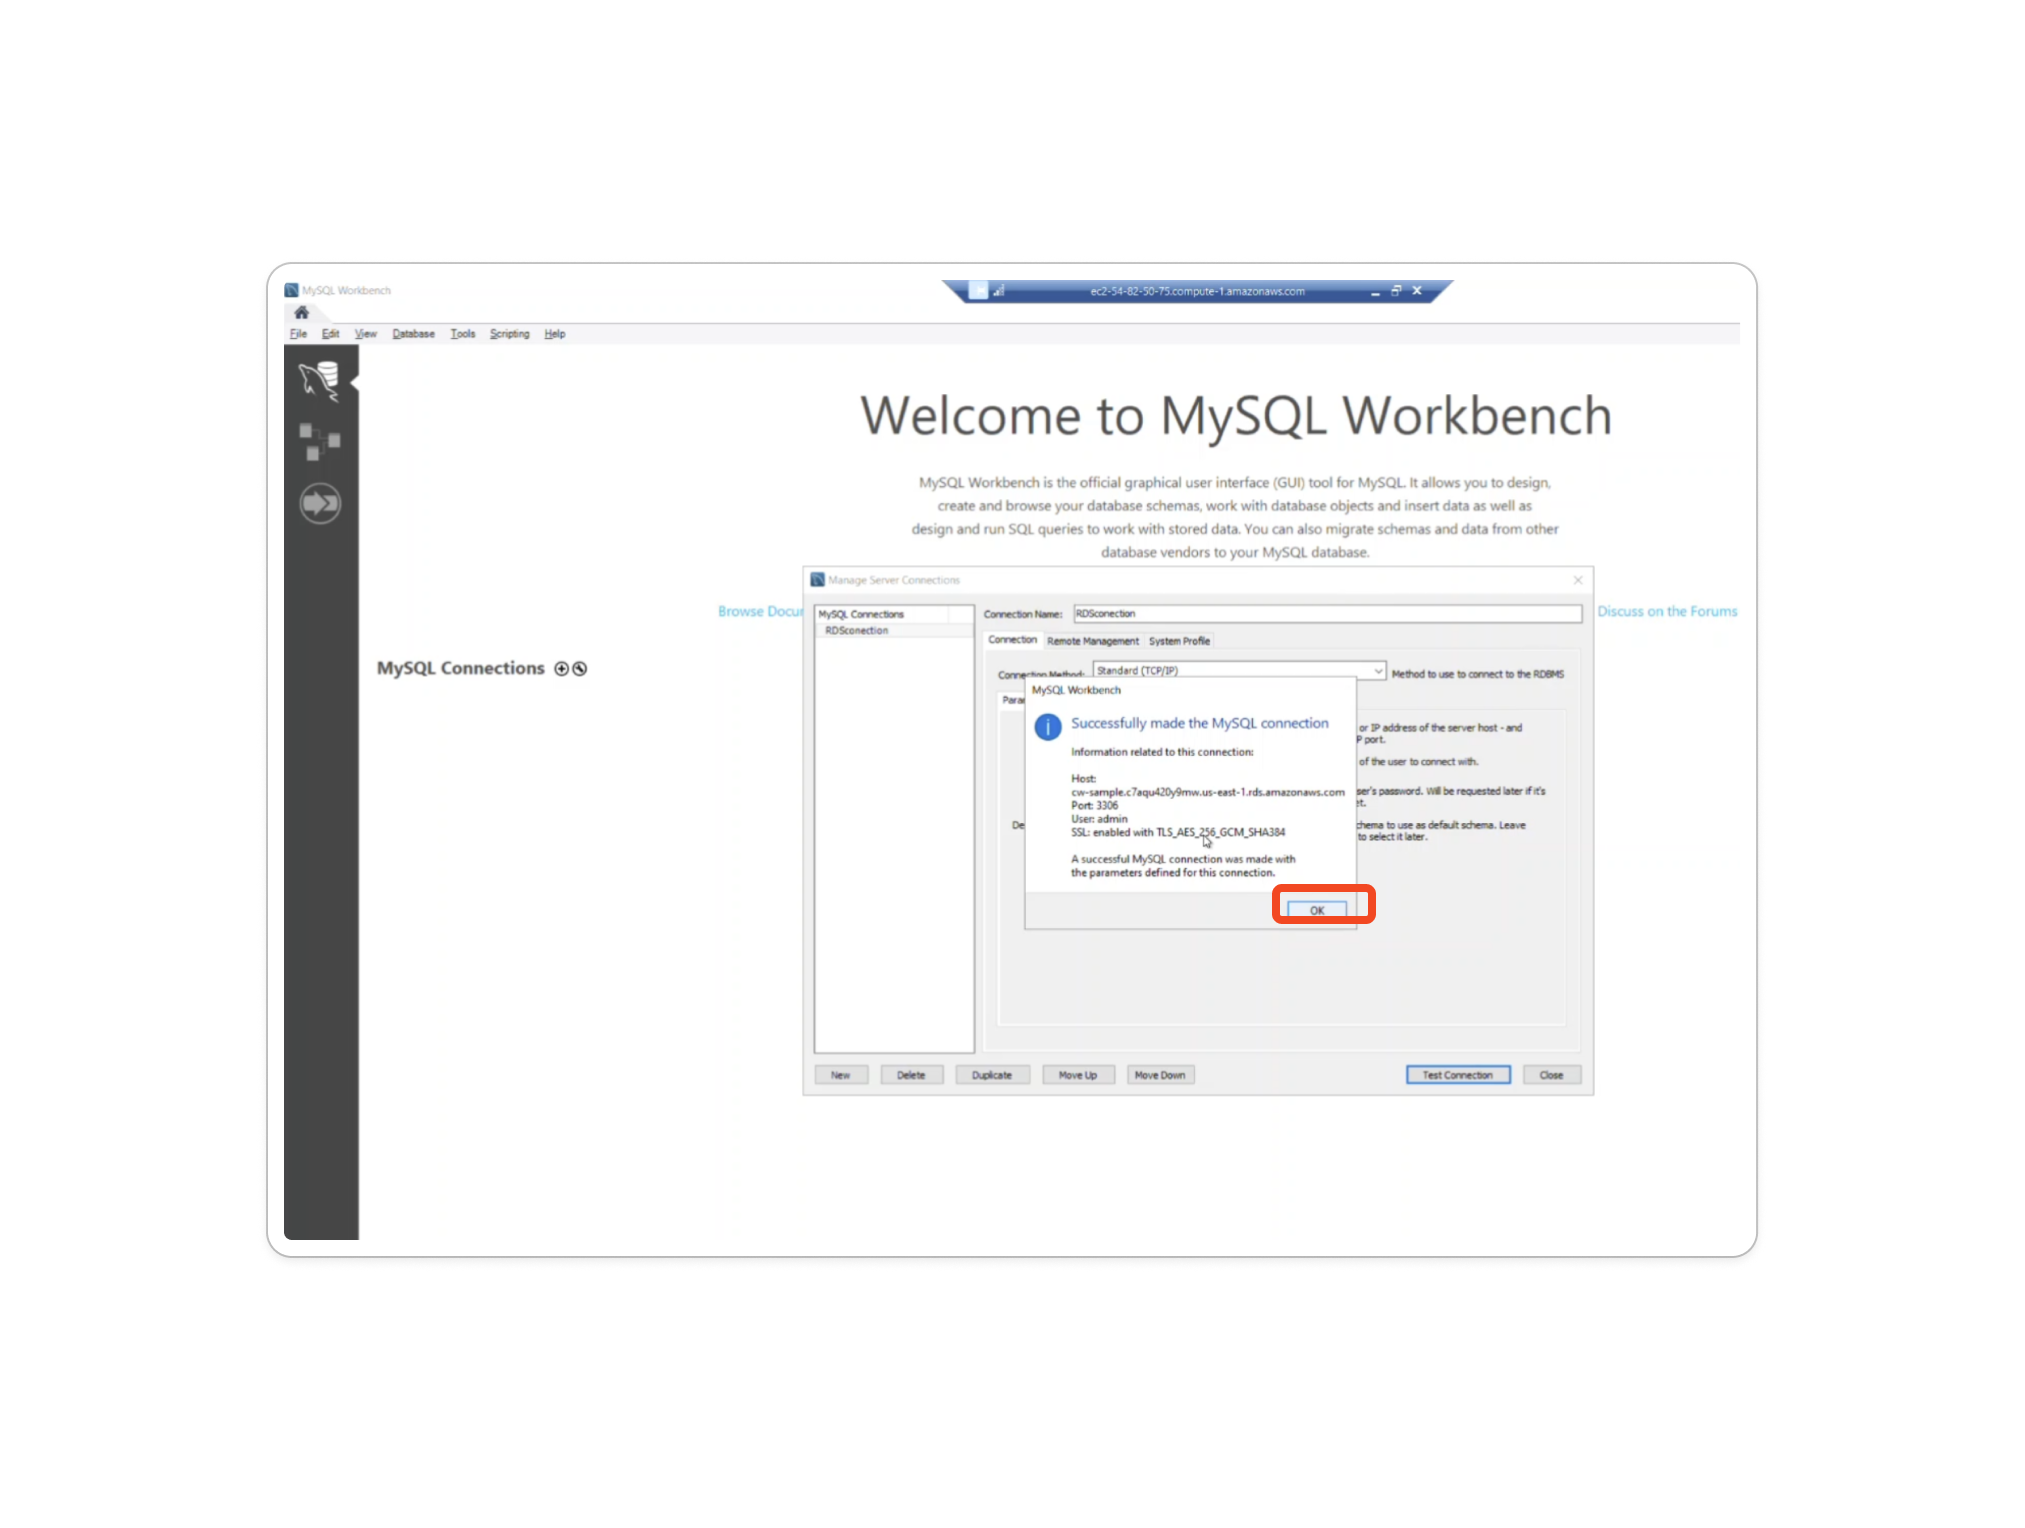 MySQL Workbench
ec2-54-82-50-75.compute-1.amazonaws.com
File Edit View Database Tools Scripting Help
Welcome to MySQL Workbench
MySQL Workbench is the official graphical user interface (GUI) tool for MySQL. It allows you to design,
create and browse your database schemas, work with database objects and insert data as well as
design and run SQL queries to work with stored data. You can also migrate schemas and data from other
database vendors to your MySQL database.
Browse Docu
Discuss on the Forums
MySQL Connections
Manage Server Connections
MySQL Connections
RDSconection
Connection Name: RDSconection
Connection Remote Management System Profile
Connection Method: Standard (TCP/IP) Method to use to connect to the RDBMS
Para
or IP address of the server host - and
P port.
of the user to connect with.
ser's password. Will be requested later if it's
et.
De
chema to use as default schema. Leave
to select it later.
MySQL Workbench
Successfully made the MySQL connection
Information related to this connection:
Host:
cw-sample.c7aqu420y9mw.us-east-1.rds.amazonaws.com
Port: 3306
User: admin
SSL: enabled with TLS_AES_256_GCM_SHA384
A successful MySQL connection was made with
the parameters defined for this connection.
OK
New Delete Duplicate Move Up Move Down Test Connection Close